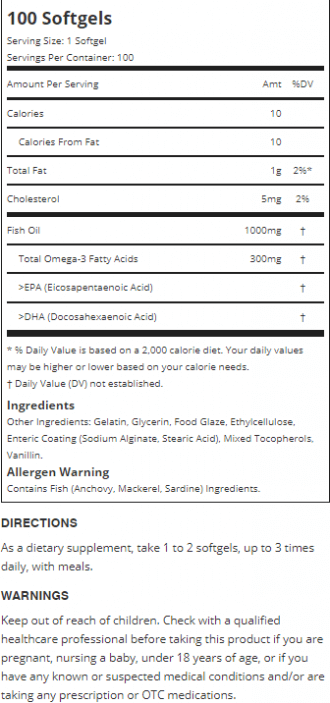 100 Softgels
Serving Size: 1 Softgel
Servings Per Container: 100
Amount Per Serving Amt %DV
Calories 10
Calories From Fat 10
Total Fat 1g 2%*
Cholesterol 5mg 2%
Fish Oil 1000mg †
Total Omega-3 Fatty Acids 300mg †
>EPA (Eicosapentaenoic Acid) †
>DHA (Docosahexaenoic Acid) †
* % Daily Value is based on a 2,000 calorie diet. Your daily values
may be higher or lower based on your calorie needs.
† Daily Value (DV) not established.
Ingredients
Other Ingredients: Gelatin, Glycerin, Food Glaze, Ethylcellulose,
Enteric Coating (Sodium Alginate, Stearic Acid), Mixed Tocopherols,
Vanillin.
Allergen Warning
Contains Fish (Anchovy, Mackerel, Sardine) Ingredients.
DIRECTIONS
As a dietary supplement, take 1 to 2 softgels, up to 3 times
daily, with meals.
WARNINGS
Keep out of reach of children. Check with a qualified
healthcare professional before taking this product if you are
pregnant, nursing a baby, under 18 years of age, or if you
have any known or suspected medical conditions and/or are
taking any prescription or OTC medications.